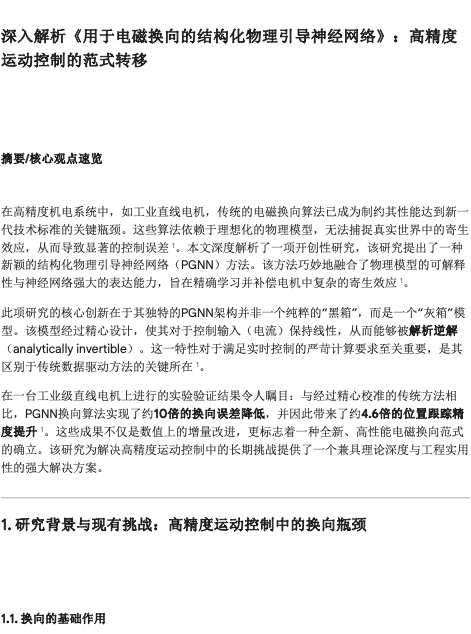 深入解析《用于电磁换向的结构化物理引导神经网络》：高精度
运动控制的范式转移
摘要/核心观点速览
在高精度机电系统中，如工业直线电机，传统的电磁换向算法已成为制约其性能达到新一
代技术标准的关键瓶颈。这些算法依赖于理想化的物理模型，无法捕捉真实世界中的寄生
效应，从而导致显著的控制误差 1。本文深度解析了一项开创性研究，该研究提出了一种
新颖的结构化物理引导神经网络（PGNN）方法。该方法巧妙地融合了物理模型的可解释
性与神经网络强大的表达能力，旨在精确学习并补偿电机中复杂的寄生效应 1。
此项研究的核心创新在于其独特的PGNN架构并非一个纯粹的“黑箱”，而是一个“灰箱”模
型。该模型经过精心设计，使其对于控制输入（电流）保持线性，从而能够被解析逆解
（analytically invertible）。这一特性对于满足实时控制的严苛计算要求至关重要，是其
区别于传统数据驱动方法的关键所在 1。
在一台工业级直线电机上进行的实验验证结果令人瞩目：与经过精心校准的传统方法相
比，PGNN换向算法实现了约10倍的换向误差降低，并因此带来了约4.6倍的位置跟踪精
度提升 1。这些成果不仅是数值上的增量改进，更标志着一种全新、高性能电磁换向范式
的确立。该研究为解决高精度运动控制中的长期挑战提供了一个兼具理论深度与工程实用
性的强大解决方案。
1. 研究背景与现有挑战：高精度运动控制中的换向瓶颈
1.1. 换向的基础作用